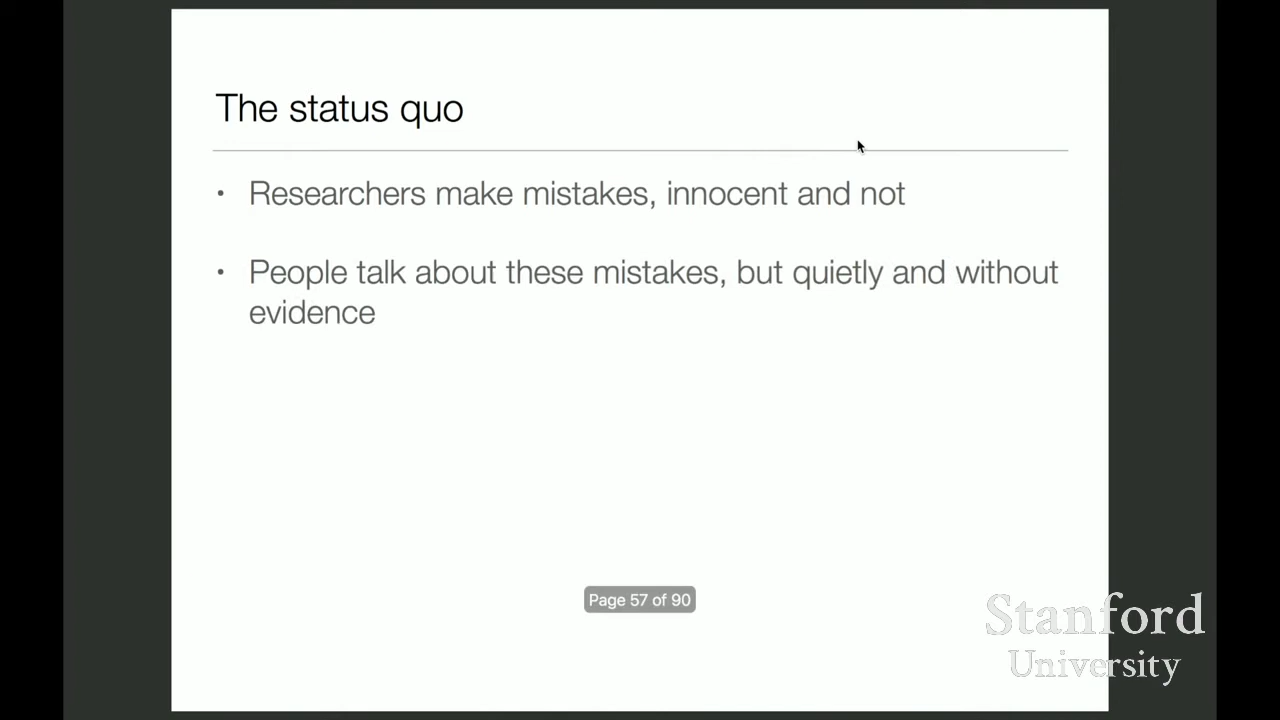 The status quo
• Researchers make mistakes, innocent and not
• People talk about these mistakes, but quietly and without
evidence
Page 57 of 90
Stanford
University